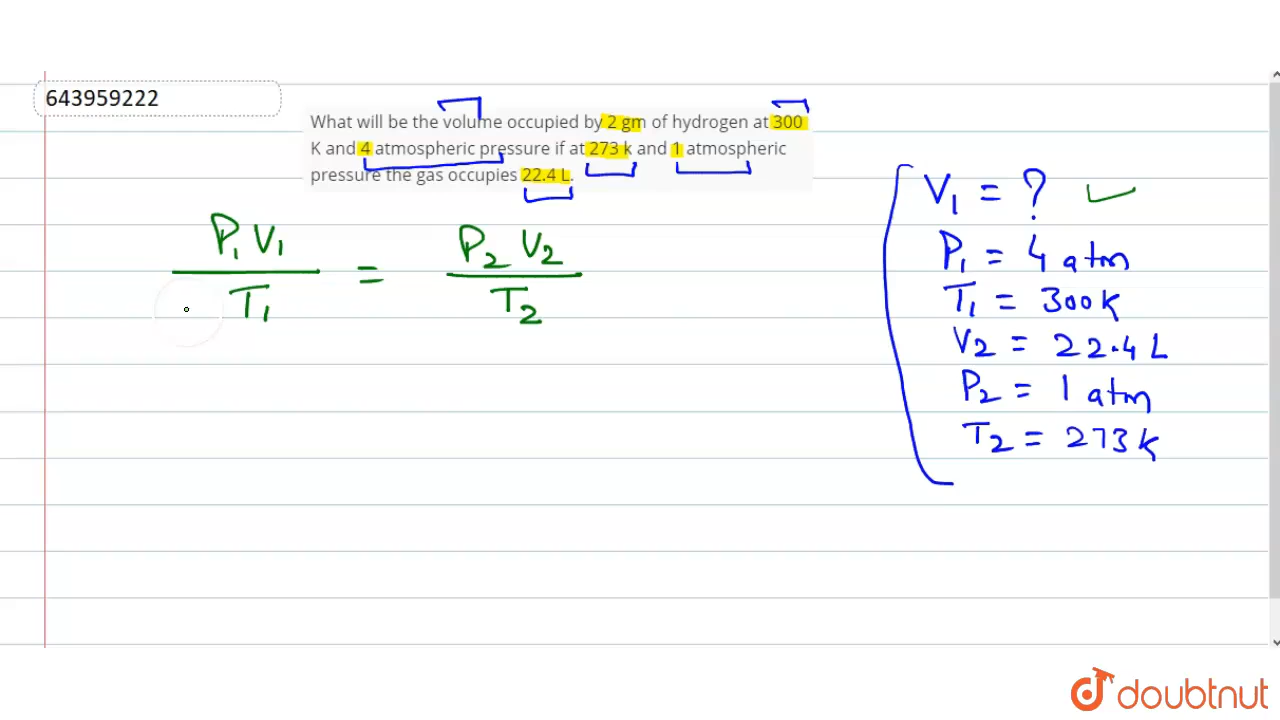 643959222
What will be the volume occupied by 2 gm of hydrogen at 300
K and 4 atmospheric pressure if at 273 k and 1 atmospheric
pressure the gas occupies 22.4 L.
P₁ V₁ / T₁ = P₂ V₂ / T₂
V₁ = ? ✓
P₁ = 4 atm
T₁ = 300 K
V₂ = 22.4 L
P₂ = 1 atm
T₂ = 273 K
doubtnut